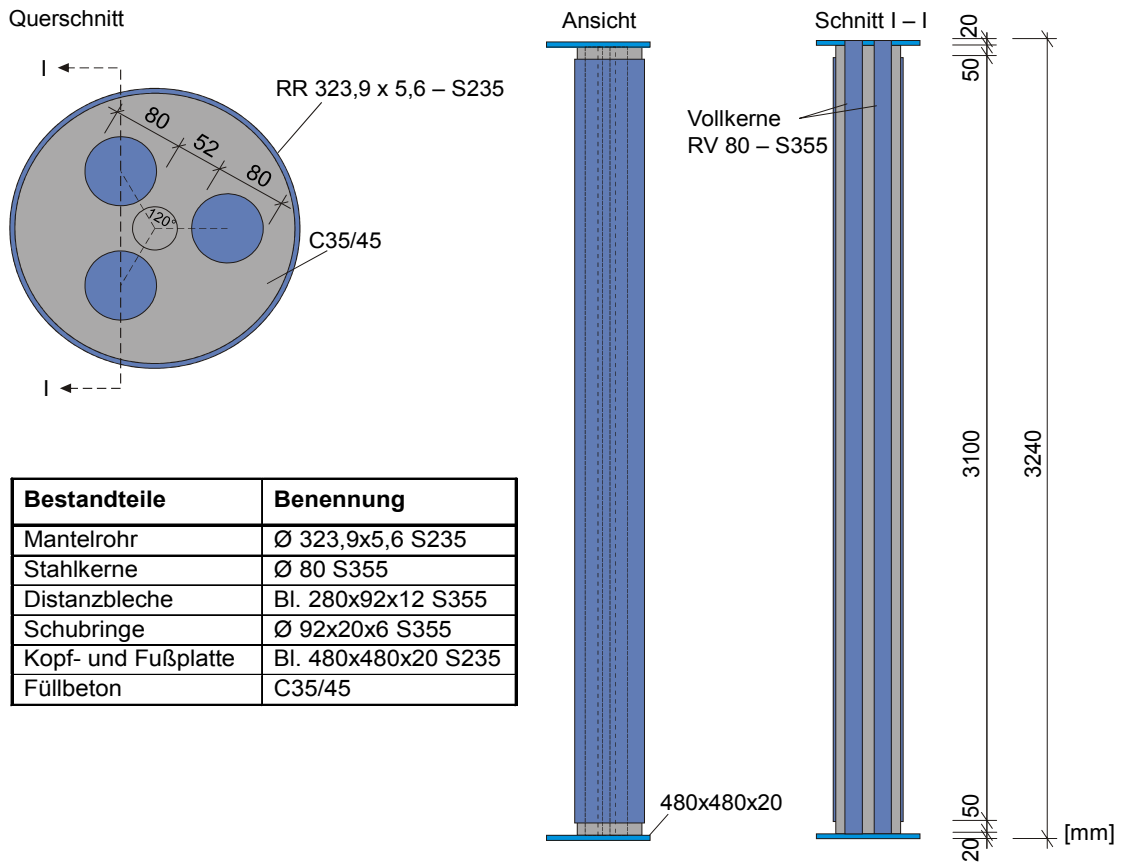 Querschnitt
Ansicht
Schnitt I – I
I
RR 323,9 x 5,6 – S235
80
52
80
120°
C35/45
I
Vollkerne
RV 80 – S355
20
50
3100
3240
50
20
[mm]
480x480x20
Bestandteile Benennung
Mantelrohr Ø 323,9x5,6 S235
Stahlkerne Ø 80 S355
Distanzbleche Bl. 280x92x12 S355
Schubringe Ø 92x20x6 S355
Kopf- und Fußplatte Bl. 480x480x20 S235
Füllbeton C35/45